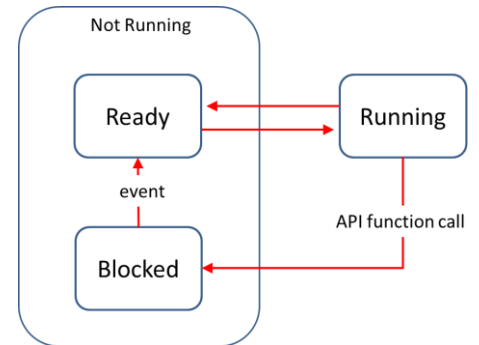 Not Running
Ready
Running
event
API function call
Blocked